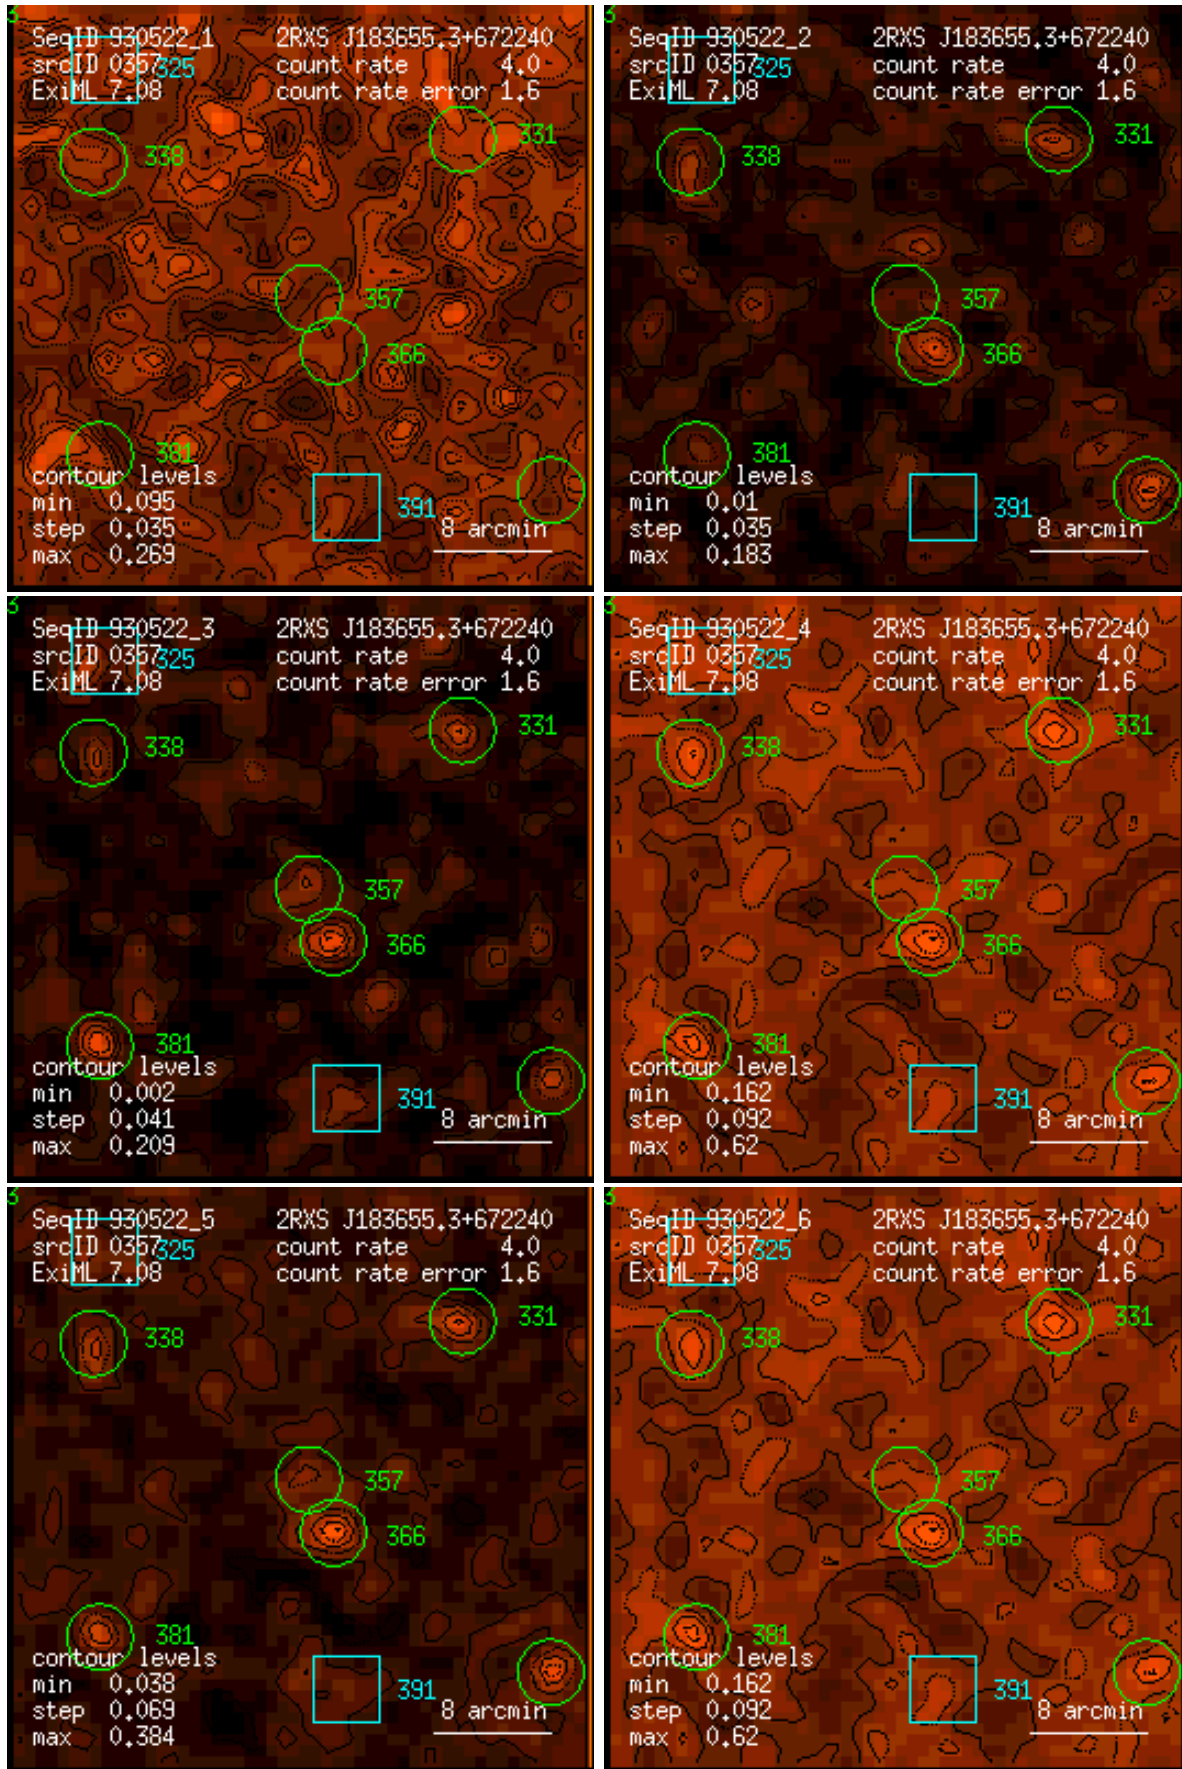 3
SeqID 930522_1 2RXS J183655.3+672240
srcID 0357 325 count rate 4.0
ExiML 7.08 count rate error 1.6
331
338
357
366
381
contour levels
min 0.095 391
step 0.035 8 arcmin
max 0.269
3
SeqID 930522_2 2RXS J183655.3+672240
srcID 0357 325 count rate 4.0
ExiML 7.08 count rate error 1.6
331
338
357
366
381
contour levels
min 0.01 391
step 0.035 8 arcmin
max 0.183
3
SeqID 930522_3 2RXS J183655.3+672240
srcID 0357 325 count rate 4.0
ExiML 7.08 count rate error 1.6
331
338
357
366
381
contour levels
min 0.002 391
step 0.041 8 arcmin
max 0.209
3
SeqID 930522_4 2RXS J183655.3+672240
srcID 0357 325 count rate 4.0
ExiML 7.08 count rate error 1.6
331
338
357
366
381
contour levels
min 0.162 391
step 0.092 8 arcmin
max 0.62
3
SeqID 930522_5 2RXS J183655.3+672240
srcID 0357 325 count rate 4.0
ExiML 7.08 count rate error 1.6
331
338
357
366
381
contour levels
min 0.038 391
step 0.069 8 arcmin
max 0.384
3
SeqID 930522_6 2RXS J183655.3+672240
srcID 0357 325 count rate 4.0
ExiML 7.08 count rate error 1.6
331
338
357
366
381
contour levels
min 0.162 391
step 0.092 8 arcmin
max 0.62